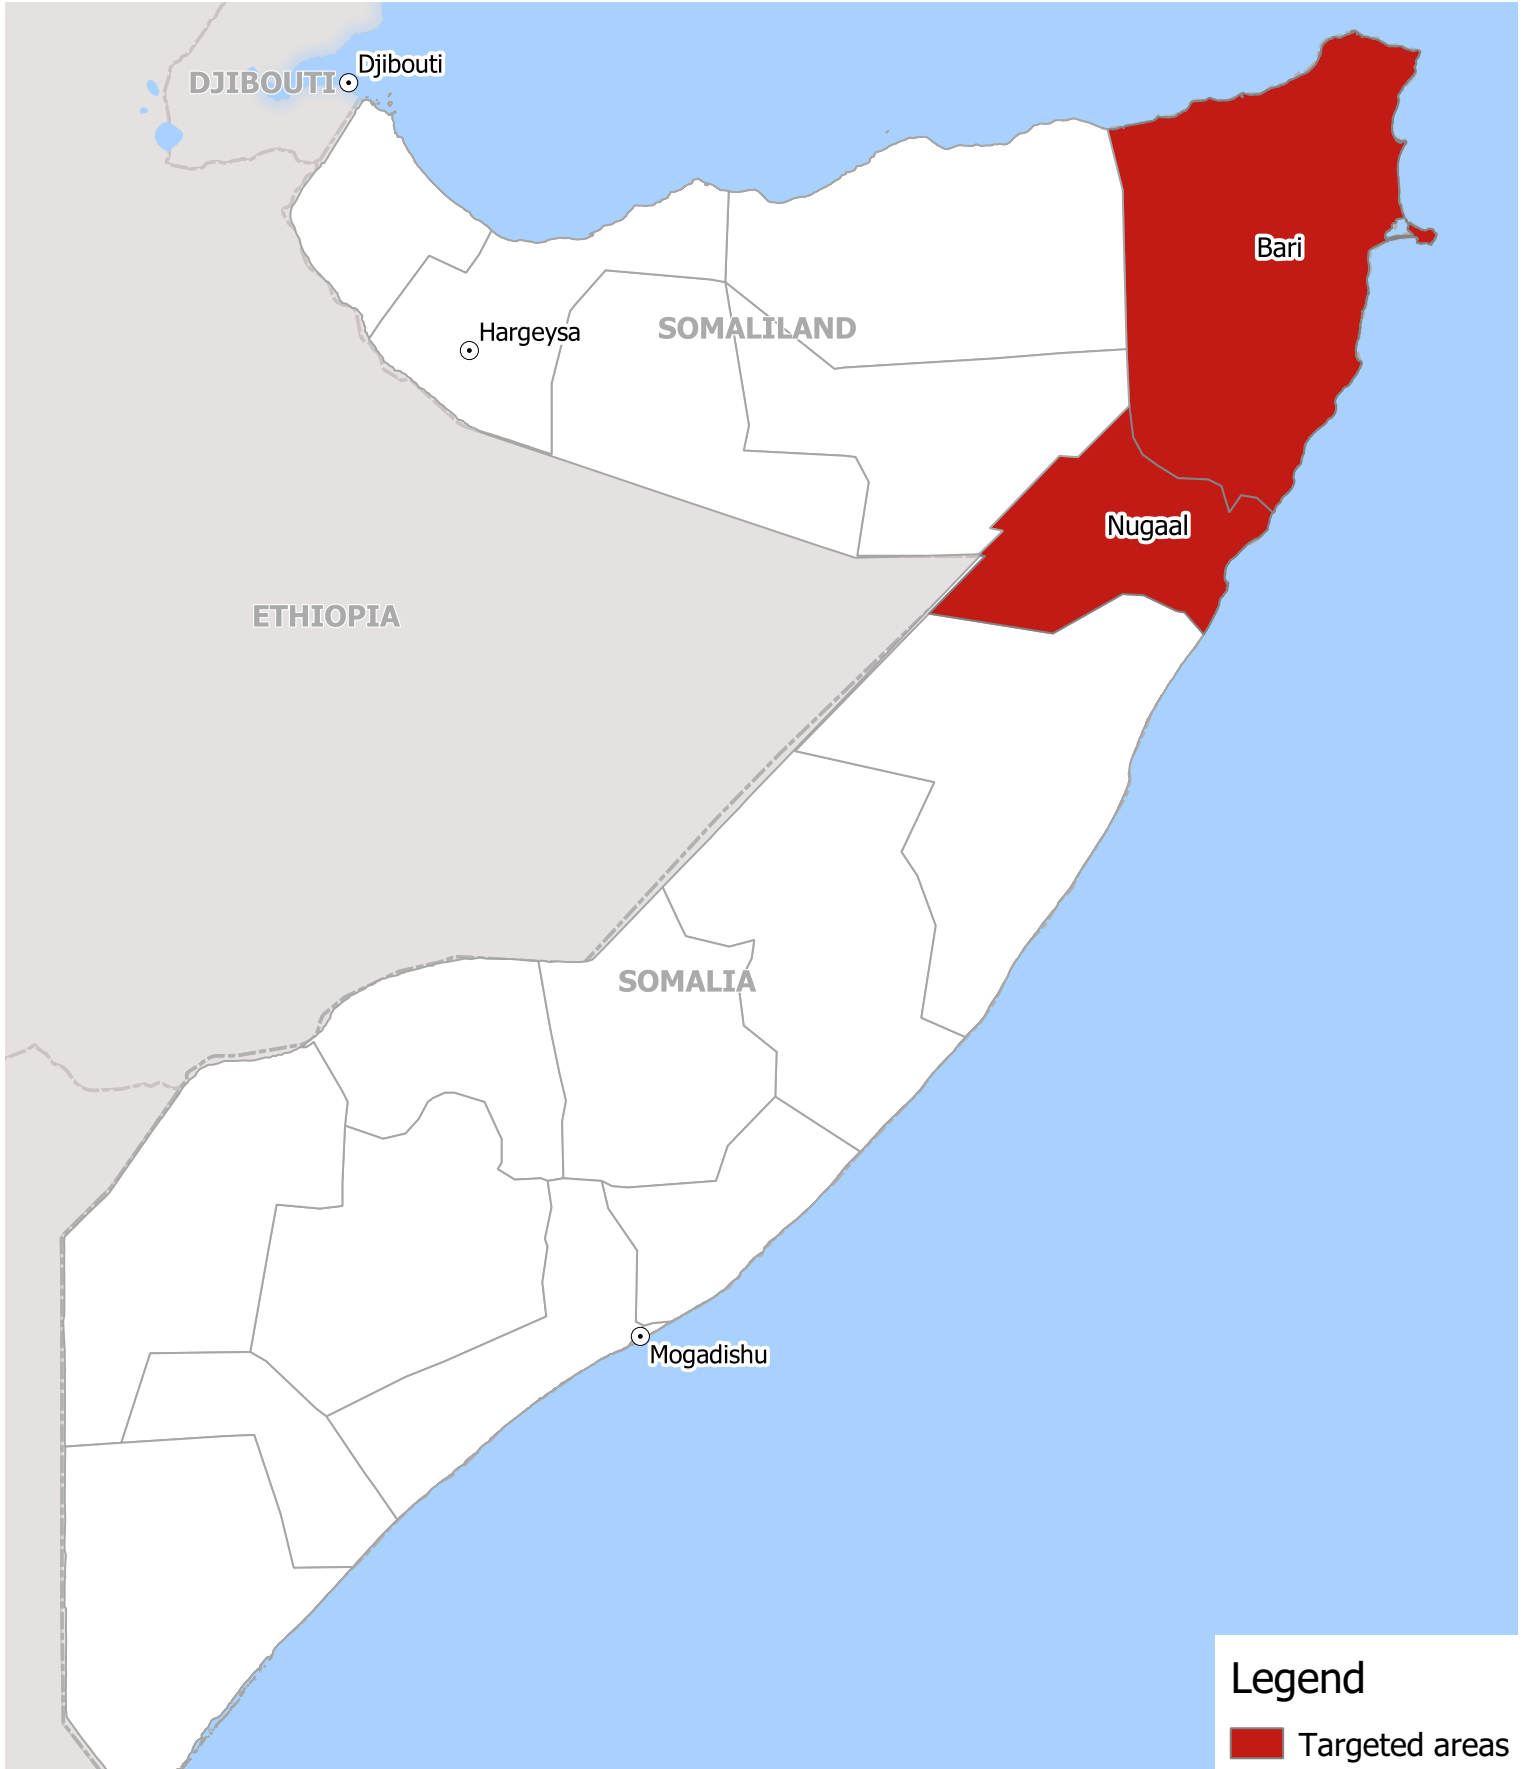 Djibouti
DJIBOUTI
Bari
Hargeysa
SOMALILAND
Nugaal
ETHIOPIA
SOMALIA
Mogadishu
Legend
Targeted areas